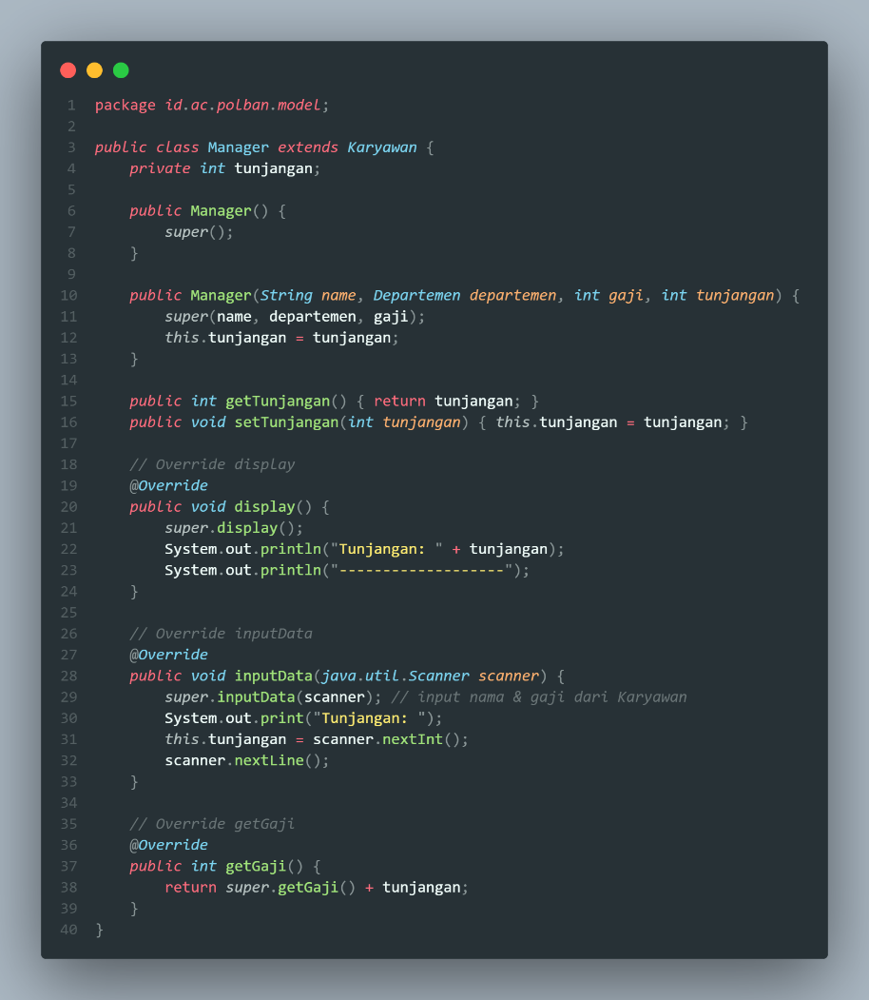 1 package id.ac.polban.model;
2
3 public class Manager extends Karyawan {
4     private int tunjangan;
5
6     public Manager() {
7         super();
8     }
9
10     public Manager(String name, Departemen departemen, int gaji, int tunjangan) {
11         super(name, departemen, gaji);
12         this.tunjangan = tunjangan;
13     }
14
15     public int getTunjangan() { return tunjangan; }
16     public void setTunjangan(int tunjangan) { this.tunjangan = tunjangan; }
17
18     // Override display
19     @Override
20     public void display() {
21         super.display();
22         System.out.println("Tunjangan: " + tunjangan);
23         System.out.println("-------------------");
24     }
25
26     // Override inputData
27     @Override
28     public void inputData(java.util.Scanner scanner) {
29         super.inputData(scanner); // input nama & gaji dari Karyawan
30         System.out.print("Tunjangan: ");
31         this.tunjangan = scanner.nextInt();
32         scanner.nextLine();
33     }
34
35     // Override getGaji
36     @Override
37     public int getGaji() {
38         return super.getGaji() + tunjangan;
39     }
40 }